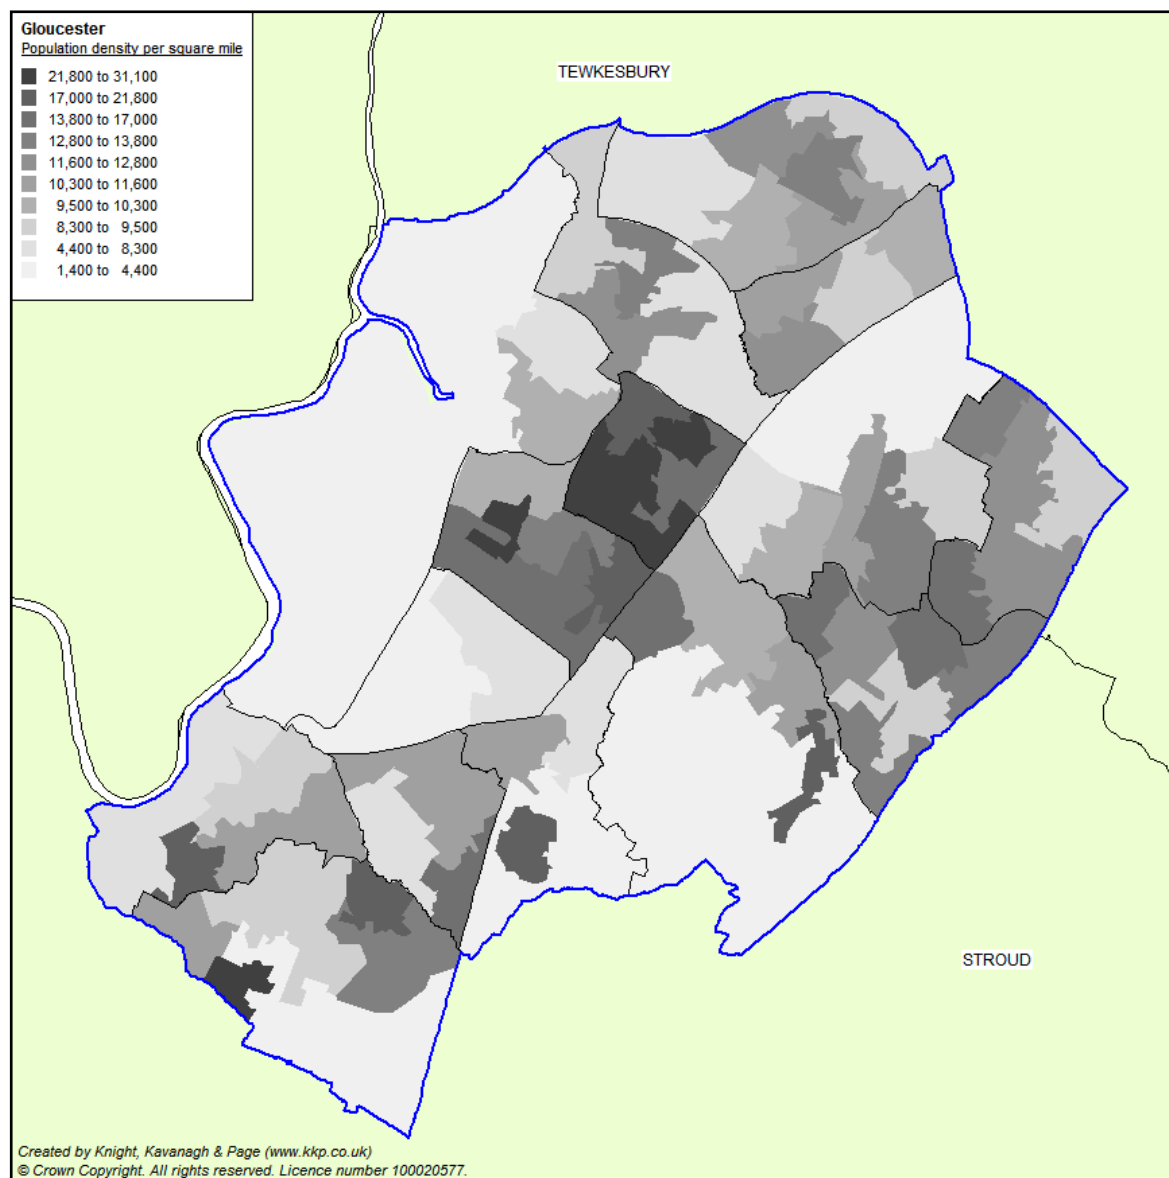 Gloucester
Population density per square mile
21,800 to 31,100
17,000 to 21,800
13,800 to 17,000
12,800 to 13,800
11,600 to 12,800
10,300 to 11,600
9,500 to 10,300
8,300 to 9,500
4,400 to 8,300
1,400 to 4,400
TEWKESBURY
STROUD
Created by Knight, Kavanagh & Page (www.kkp.co.uk)
© Crown Copyright. All rights reserved. Licence number 100020577.